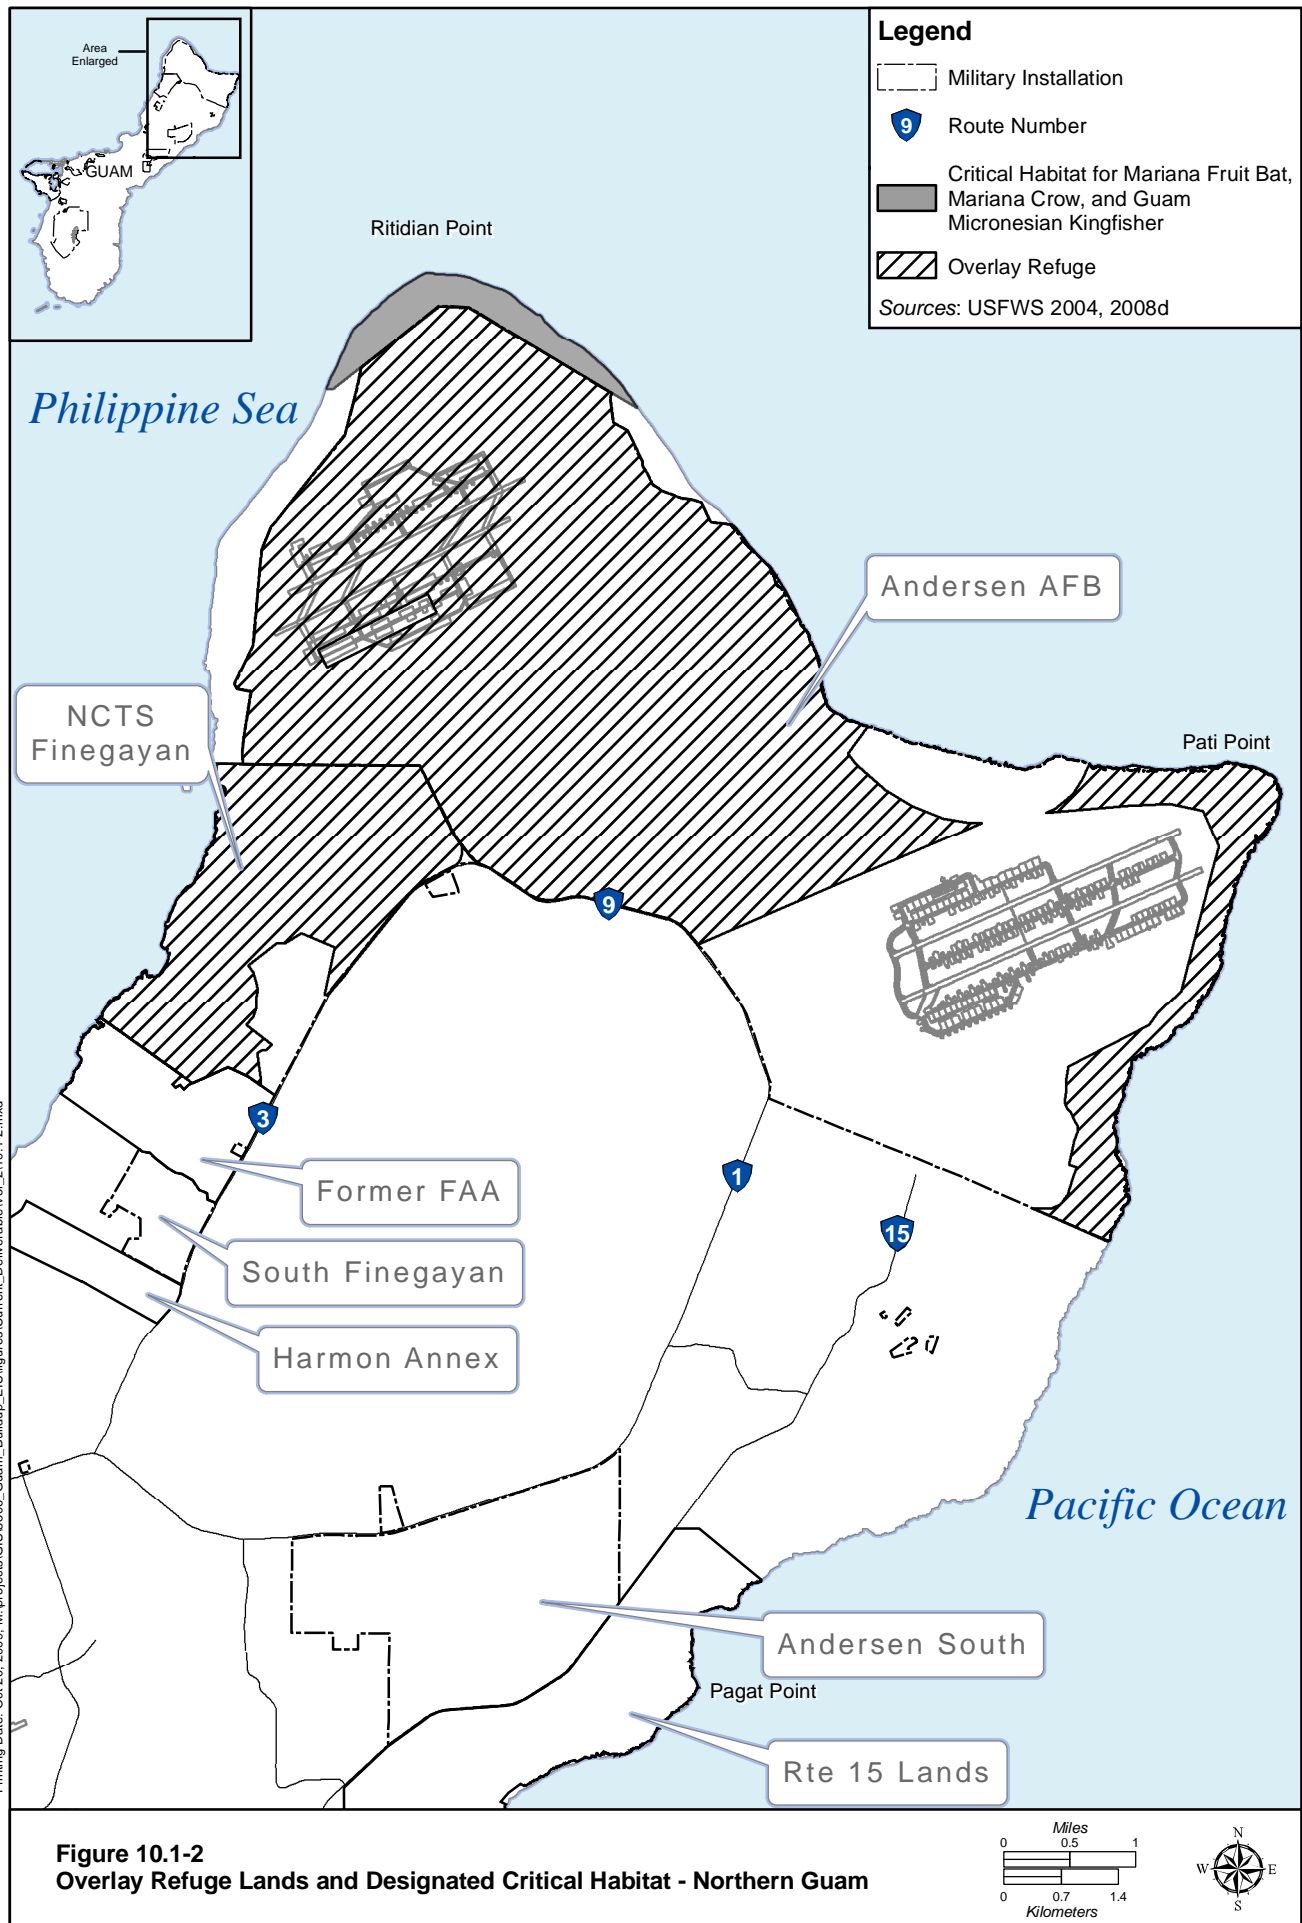 Area
Enlarged
GUAM
Legend
Military Installation
9
Route Number
Critical Habitat for Mariana Fruit Bat,
Mariana Crow, and Guam
Micronesian Kingfisher
Overlay Refuge
Sources: USFWS 2004, 2008d
Ritidian Point
Philippine Sea
Andersen AFB
NCTS
Finegayan
Pati Point
9
3
1
15
Former FAA
South Finegayan
Harmon Annex
Pacific Ocean
Andersen South
Pagat Point
Rte 15 Lands
Figure 10.1-2
Overlay Refuge Lands and Designated Critical Habitat - Northern Guam
Miles
0 0.5 1
0 0.7 1.4
Kilometers
N
W E
S